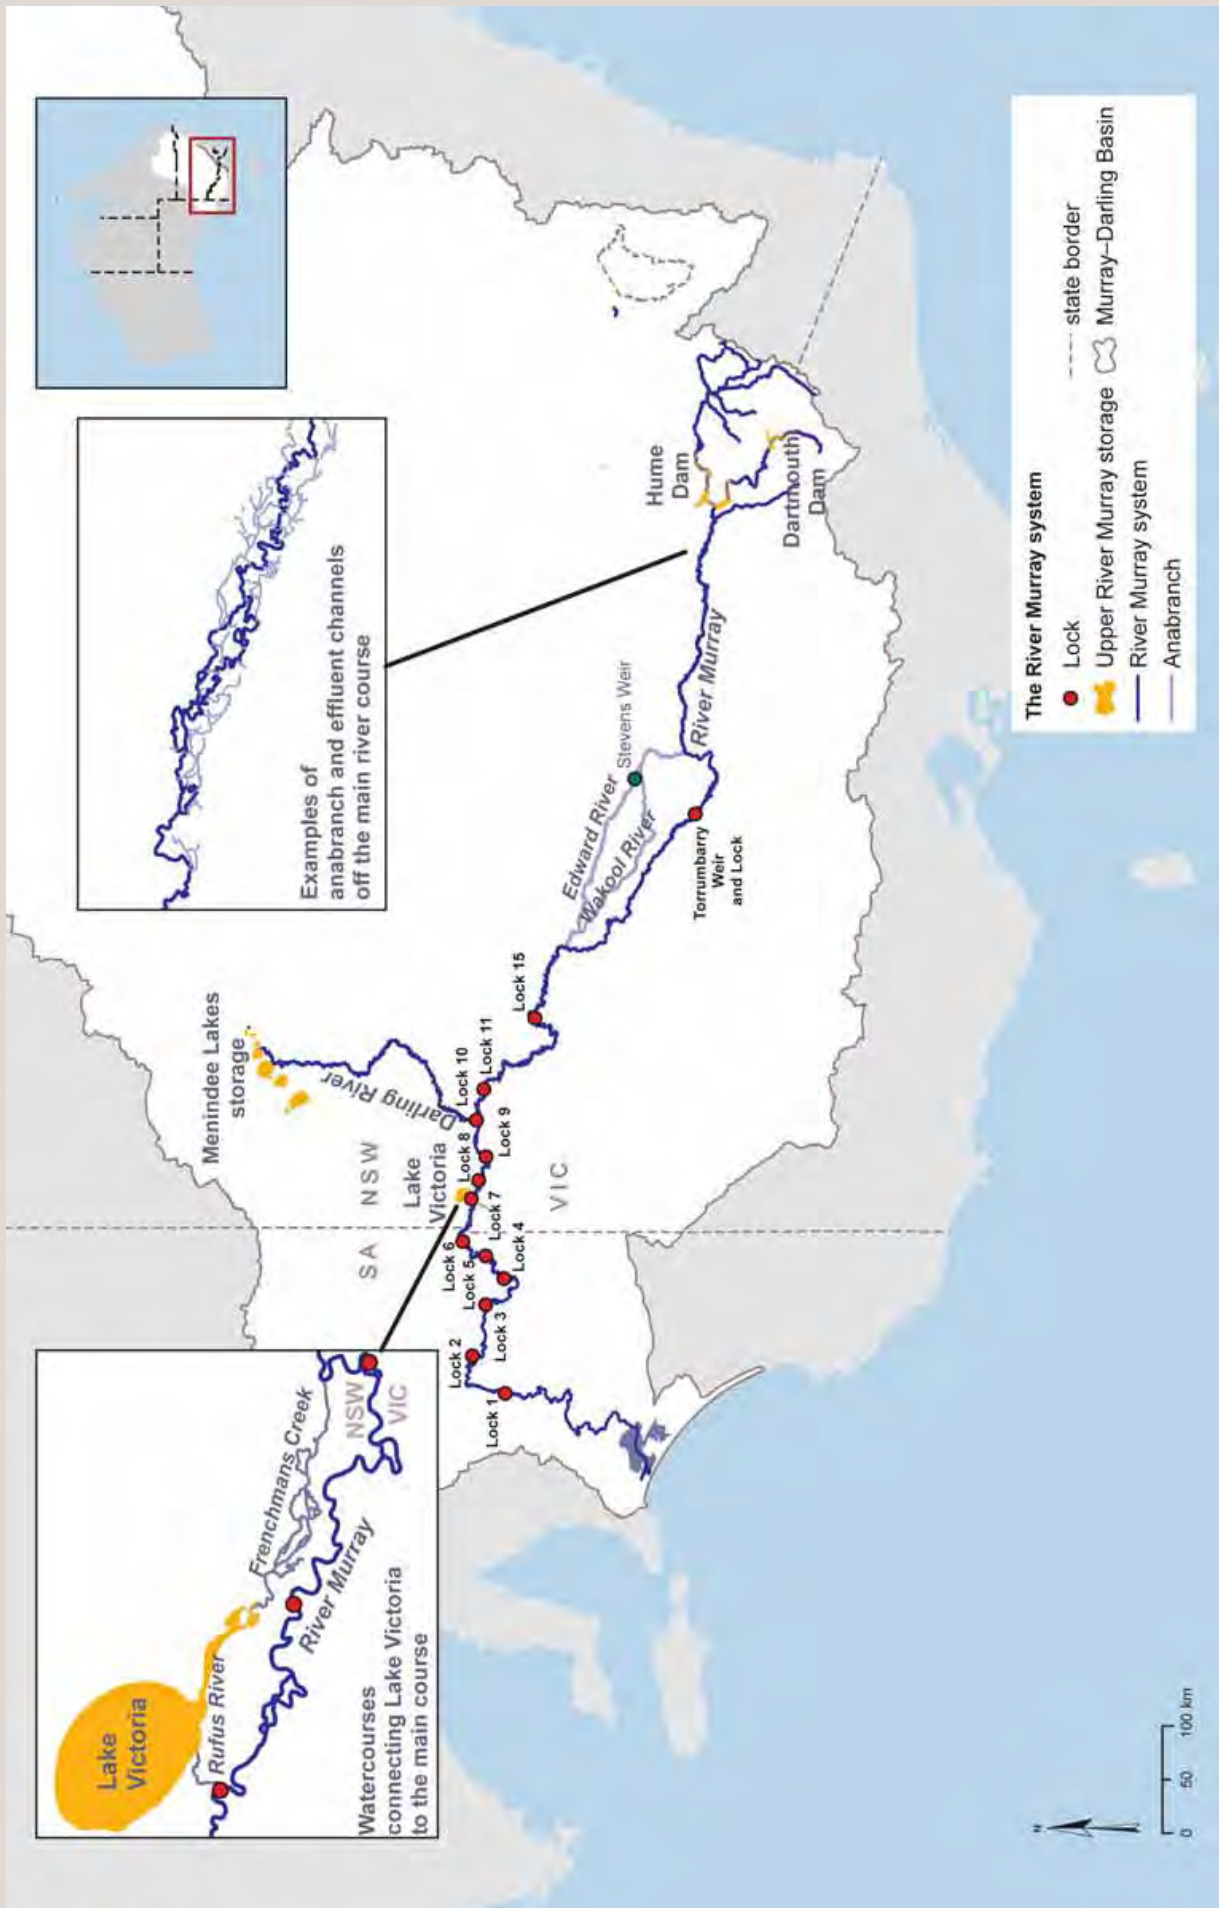 Lake
Victoria
Rufus River
Frenchmans Creek
River Murray
NSW
VIC
Watercourses
connecting Lake Victoria
to the main course
Examples of
anabranch and effluent channels
off the main river course
Menindee Lakes
storage
Darling River
SA
NSW
Lake
Victoria
VIC
Lock 1
Lock 2
Lock 3
Lock 4
Lock 5
Lock 6
Lock 7
Lock 8
Lock 9
Lock 10
Lock 11
Lock 15
Edward River
Wakool River
Stevens Weir
Torrumbarry
Weir
and Lock
River Murray
Hume
Dam
Dartmouth
Dam
N
0
50
100 km
The River Murray system
Lock
state border
Upper River Murray storage
Murray–Darling Basin
River Murray system
Anabranch